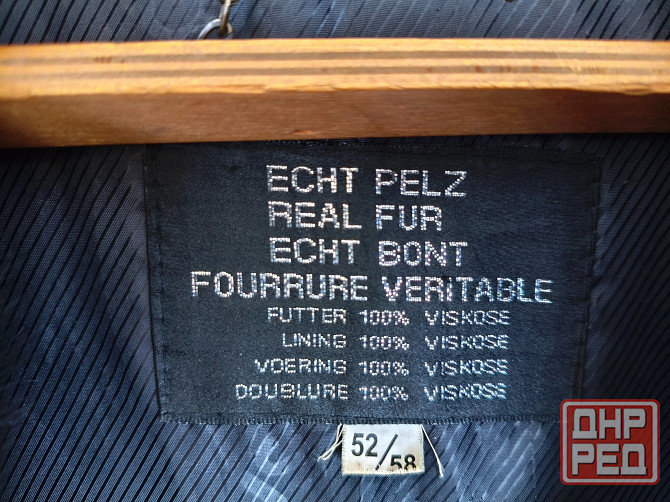 ECHT PELZ
REAL FUR
ECHT BONT
FOURRURE VERITABLE
FUTTER 100% VISKOSE
LINING 100% VISKOSE
VOERING 100% VISKOSE
DOUBLURE 100% VISKOSE
52/58
ДНР
РЕД